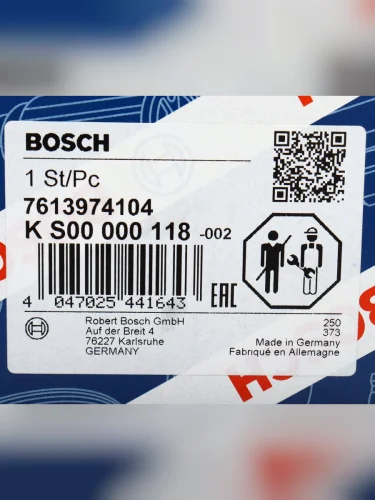 BOSCH
1 St/Pc
7613974104
K S00 000 118 -002
4 047025 441643
EAC
Robert Bosch GmbH
Auf der Breit 4
76227 Karlsruhe
GERMANY
250
373
Made in Germany
Fabriqué en Allemagne